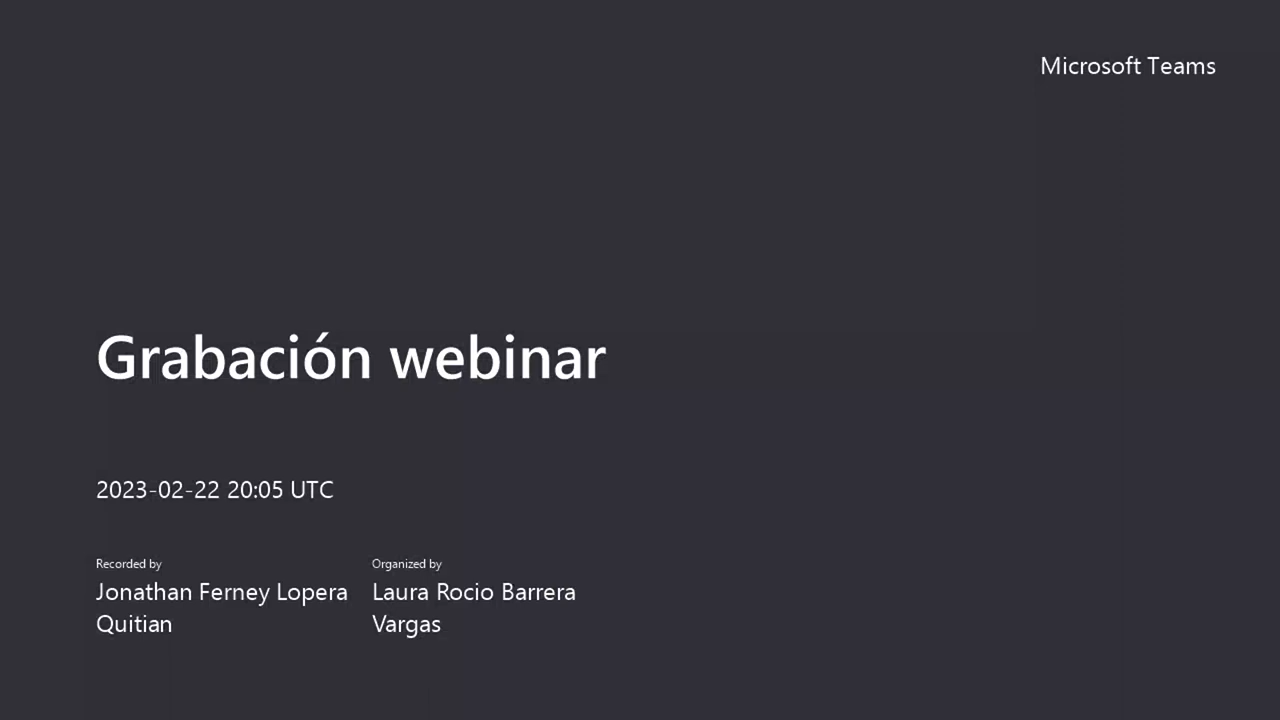 Microsoft Teams
Grabación webinar
2023-02-22 20:05 UTC
Recorded by
Jonathan Ferney Lopera
Quitian
Organized by
Laura Rocio Barrera
Vargas